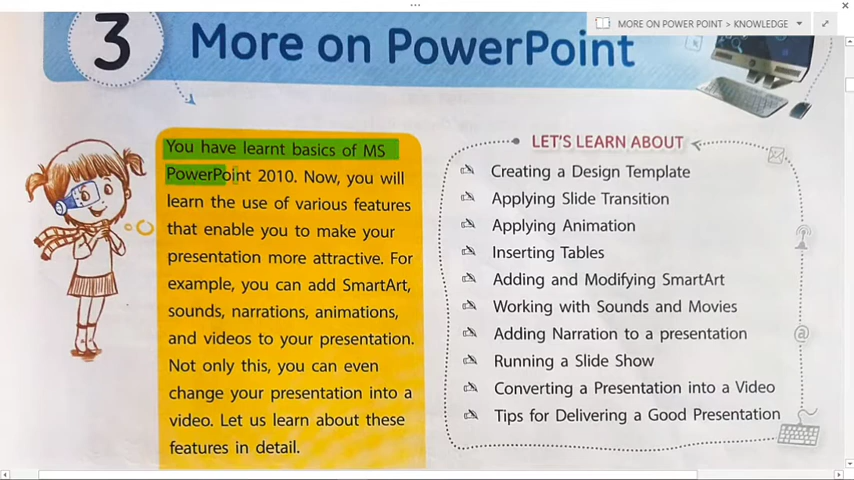 MORE ON POWER POINT > KNOWLEDGE
3
More on PowerPoint
You have learnt basics of MS
PowerPoint 2010. Now, you will
learn the use of various features
that enable you to make your
presentation more attractive. For
example, you can add SmartArt,
sounds, narrations, animations,
and videos to your presentation.
Not only this, you can even
change your presentation into a
video. Let us learn about these
features in detail.
LET'S LEARN ABOUT
Creating a Design Template
Applying Slide Transition
Applying Animation
Inserting Tables
Adding and Modifying SmartArt
Working with Sounds and Movies
Adding Narration to a presentation
Running a Slide Show
Converting a Presentation into a Video
Tips for Delivering a Good Presentation
@